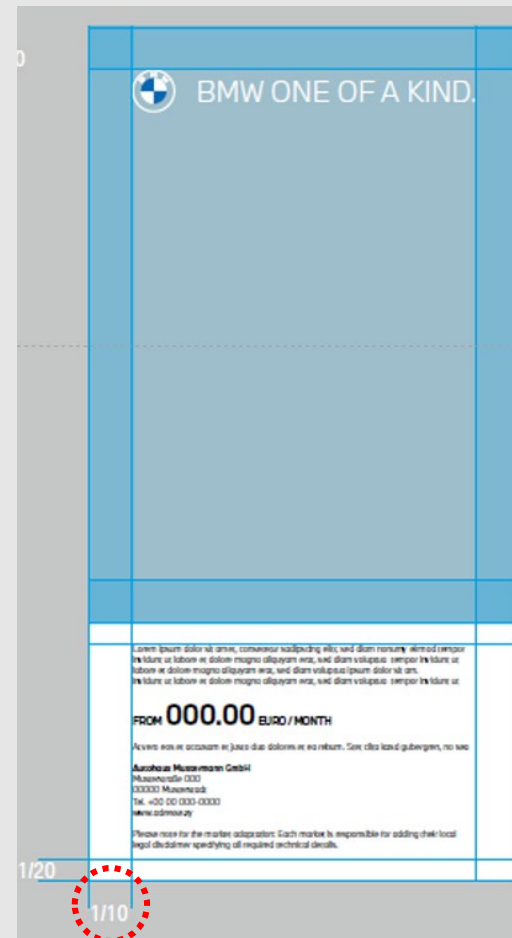 0
BMW ONE OF A KIND.
Lorem ipsum dolor sit amet, consetetur sadipscing elitr, sed diam nonumy eirmod tempor
invidunt ut labore et dolore magna aliquyam erat, sed diam voluptua. tempor invidunt ut
labore et dolore magna aliquyam erat, sed diam voluptua ipsum dolor sit am.
invidunt ut labore et dolore magna aliquyam erat, sed diam voluptua. tempor invidunt ut
FROM 000.00 EURO / MONTH
At vero eos et accusam et justo duo dolores et ea rebum. Stet clita kasd gubergren, no sea
Autohaus Mustermann GmbH
Musterstraße 000
00000 Musterstadt
Tel. +00 00 000-0000
Please note for the market adaptation: Each market is responsible for adding their local
legal disclaimer specifying all required technical details.
1/20
1/10